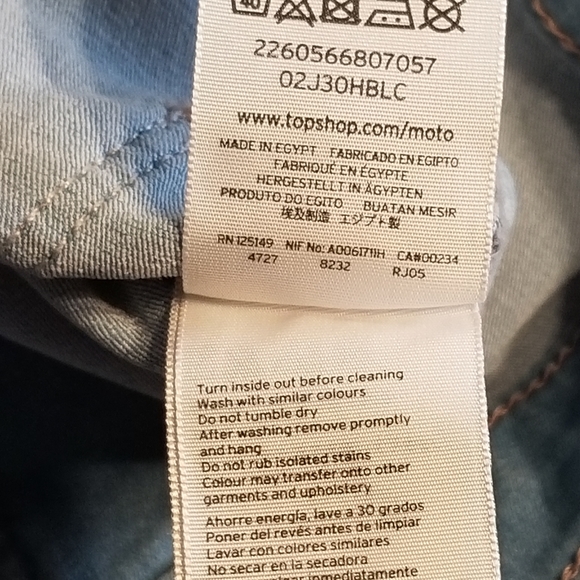 40
2260566807057
02J30HBLC
www.topshop.com/moto
MADE IN EGYPT FABRICADO EN EGIPTO
FABRIQUÉ EN ÉGYPTE
HERGESTELLT IN ÄGYPTEN
PRODUTO DO EGITO BUATAN MESIR
埃及制造 エジプト製
RN 125149 NIF No: A0061711H CA#00234
4727 8232 RJ05
Turn inside out before cleaning
Wash with similar colours
Do not tumble dry
After washing remove promptly
and hang
Do not rub isolated stains
Colour may transfer onto other
garments and upholstery
Ahorre energía, lave a 30 grados
Poner del revés antes de limpiar
Lavar con colores similares
No secar en la secadora
inmediatamente